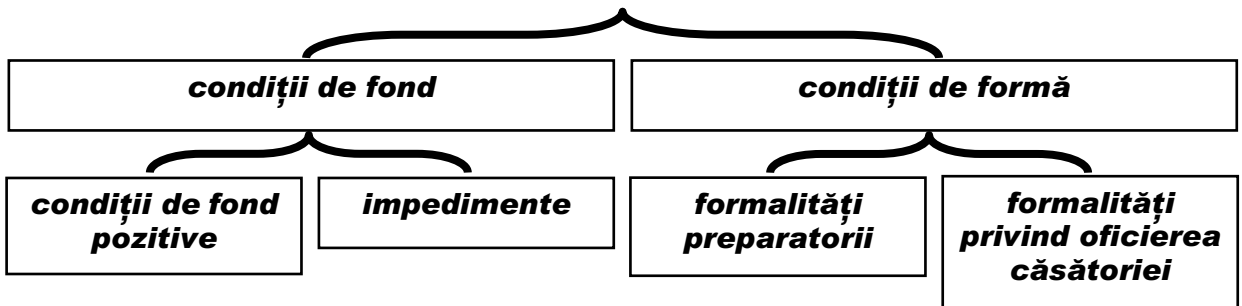 condiții de fond
condiții de formă
condiții de fond
pozitive
impedimente
formalități
preparatorii
formalități
privind oficierea
căsătoriei